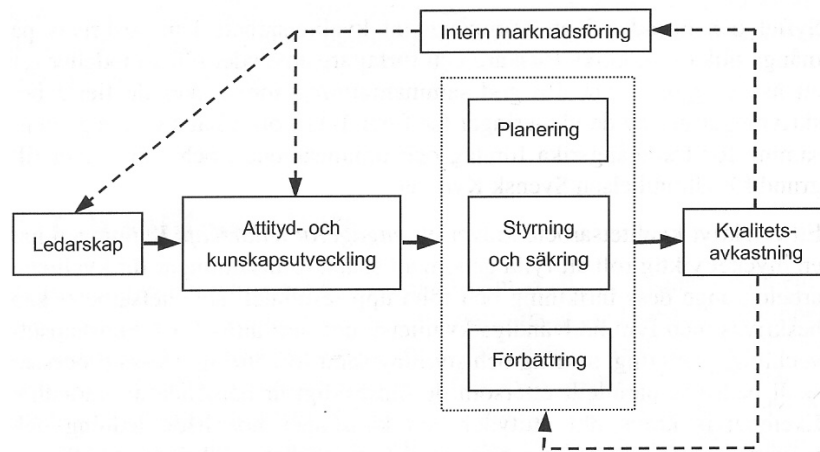 Intern marknadsföring
Planering
Ledarskap
Attityd- och
kunskapsutveckling
Styrning
och säkring
Kvalitets-
avkastning
Förbättring